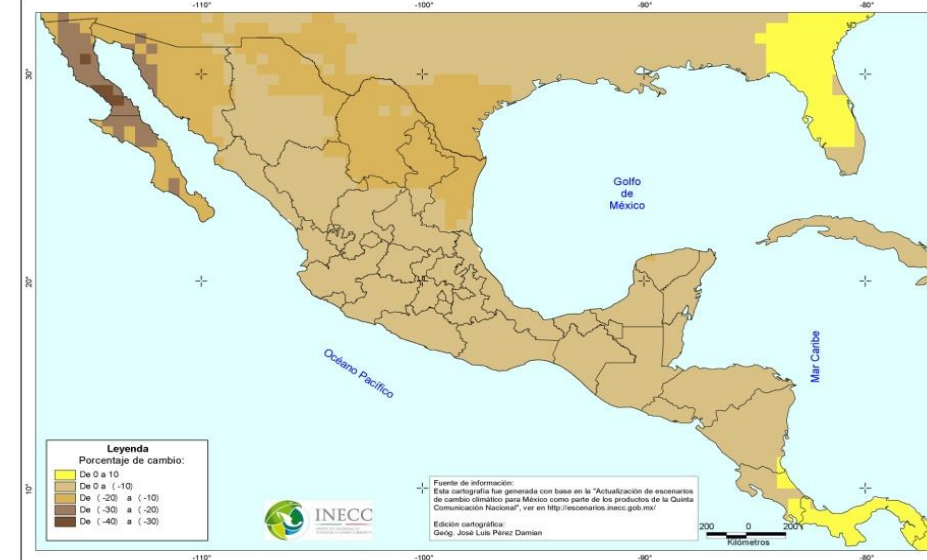 -110° -100° -90° -80°
30°
20°
10°
Golfo
de
México
Océano Pacífico
Mar Caribe
Leyenda
Porcentaje de cambio:
De 0 a 10
De 0 a (-10)
De (-20) a (-10)
De (-30) a (-20)
De (-40) a (-30)
INECC
Fuente de información:
Esta cartografía fue generada con base en la "Actualización de escenarios
de cambio climático para México como parte de los productos de la Quinta
Comunicación Nacional", ver en http://escenarios.inecc.gob.mx/
Edición cartográfica:
Geóg. José Luis Pérez Damian
200 0 200
Kilómetros
-110° -100° -90° -80°